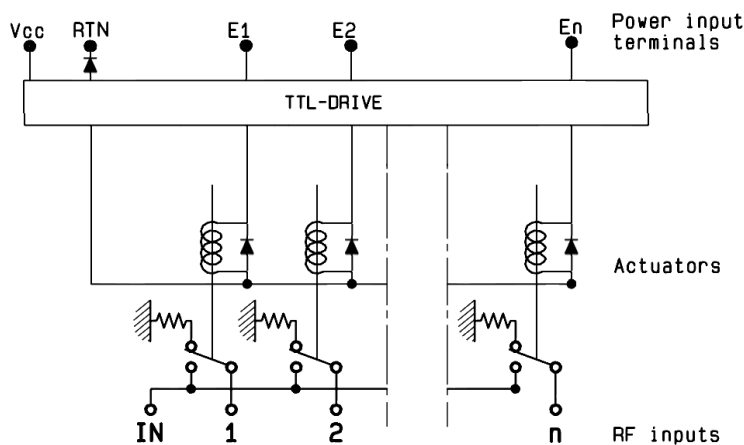 Vcc RTN E1 E2 En Power input
terminals
TTL-DRIVE
Actuators
IN 1 2 n RF inputs